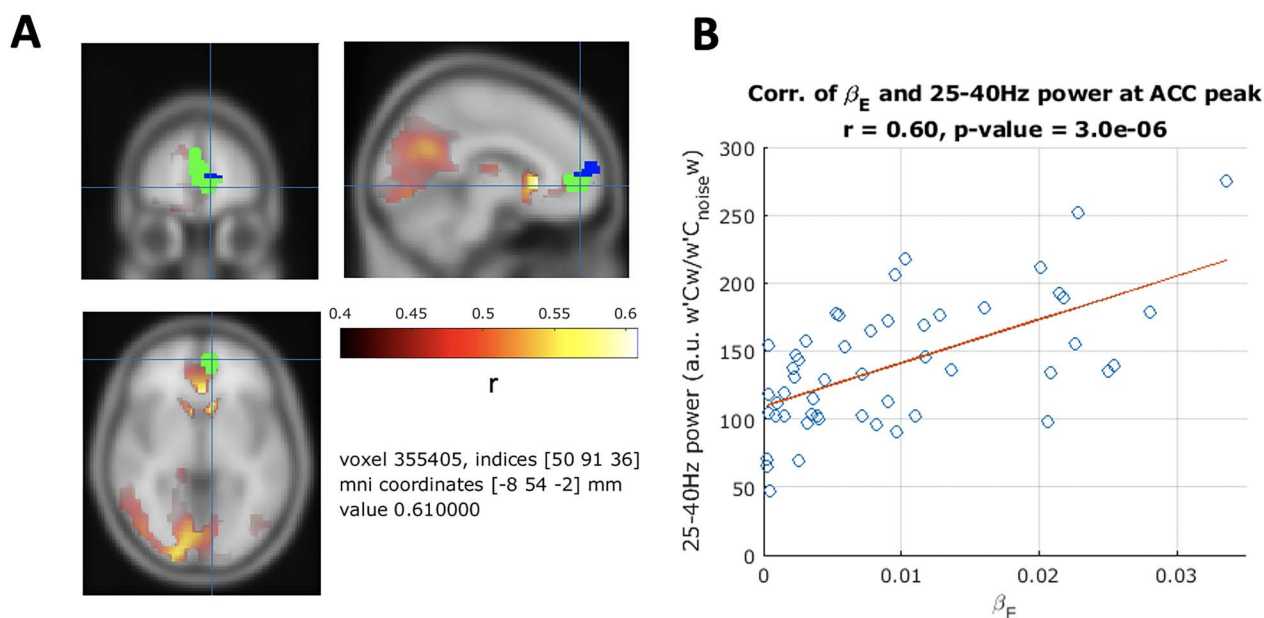 A
0.4 0.45 0.5 0.55 0.6
r
voxel 355405, indices [50 91 36]
mni coordinates [-8 54 -2] mm
value 0.610000
B
Corr. of β_E and 25-40Hz power at ACC peak
r = 0.60, p-value = 3.0e-06
300
250
200
150
100
50
0
25-40Hz power (a.u. w'Cw/w'C_noise w)
0 0.01 0.02 0.03
β_E